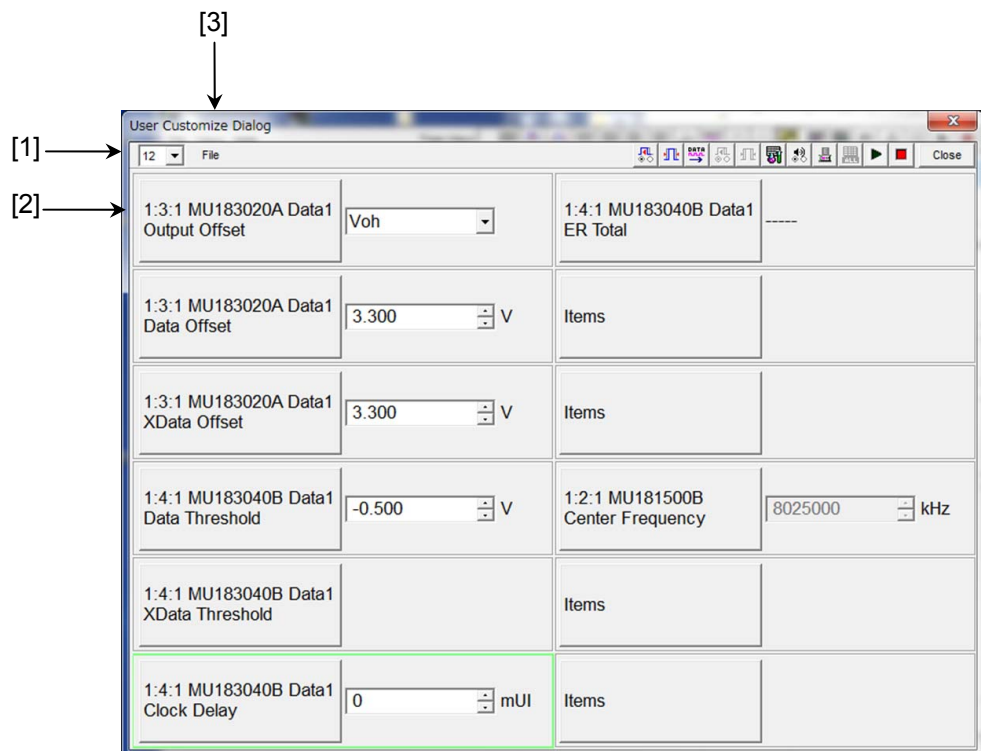 [3]
User Customize Dialog
[1]
12 File DATA Close
[2]
1:3:1 MU183020A Data1
Output Offset
Voh
1:4:1 MU183040B Data1
ER Total
-----
1:3:1 MU183020A Data1
Data Offset
3.300 V
Items
1:3:1 MU183020A Data1
XData Offset
3.300 V
Items
1:4:1 MU183040B Data1
Data Threshold
-0.500 V
1:2:1 MU181500B
Center Frequency
8025000 kHz
1:4:1 MU183040B Data1
XData Threshold
Items
1:4:1 MU183040B Data1
Clock Delay
0 mUI
Items